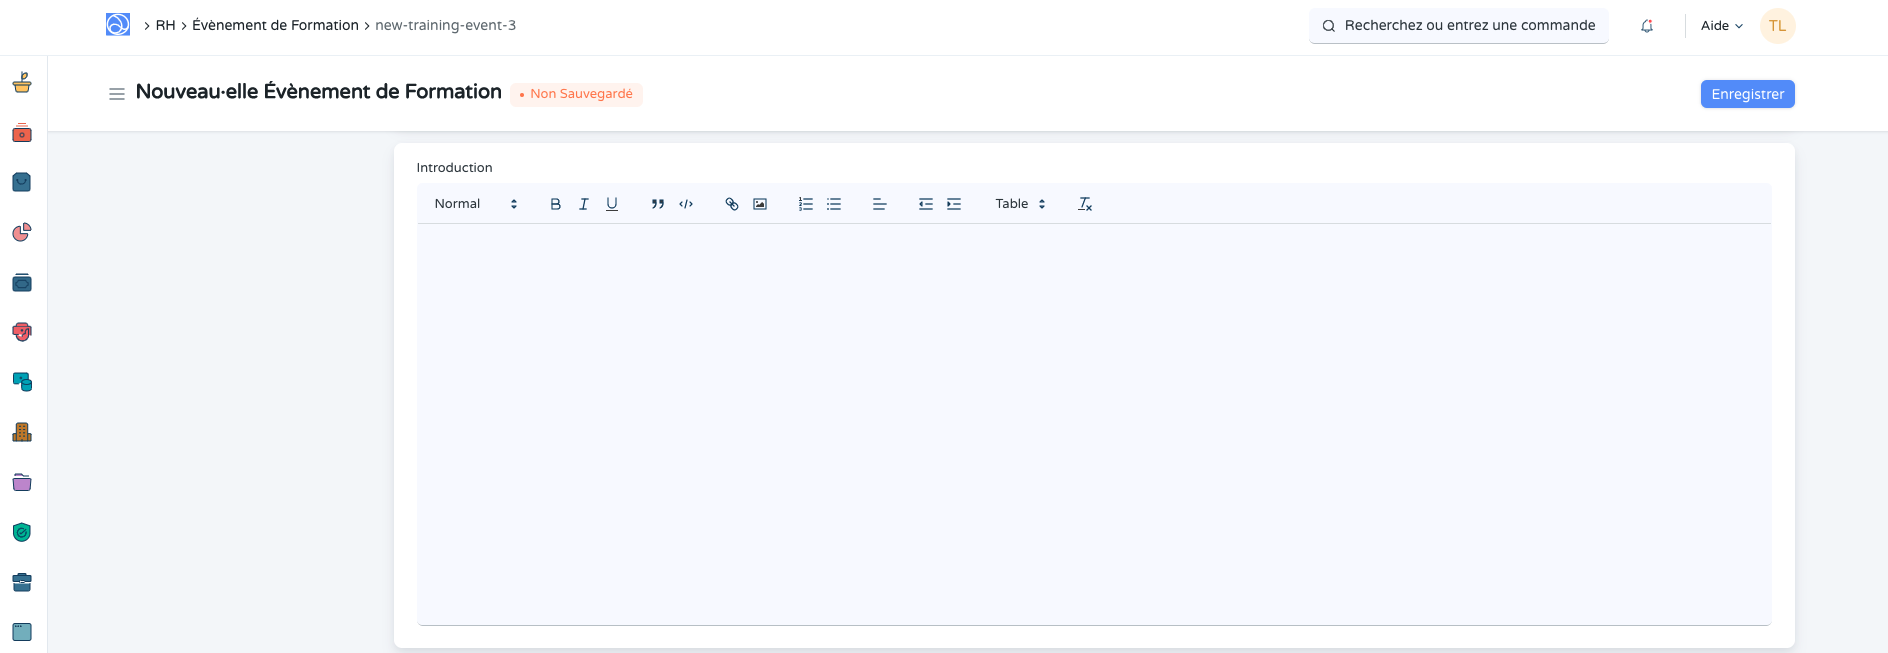 RH Évènement de Formation new-training-event-3
Recherchez ou entrez une commande
Aide
TL
Nouveau·elle Évènement de Formation
Non Sauvegardé
Enregistrer
Introduction
Normal
Table